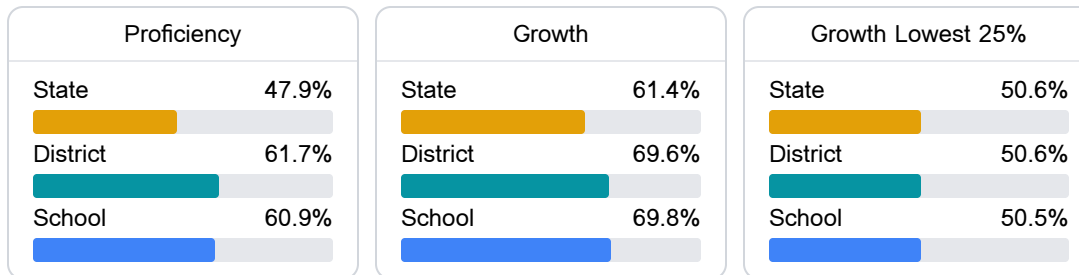 Proficiency
State 47.9%
District 61.7%
School 60.9%
Growth
State 61.4%
District 69.6%
School 69.8%
Growth Lowest 25%
State 50.6%
District 50.6%
School 50.5%